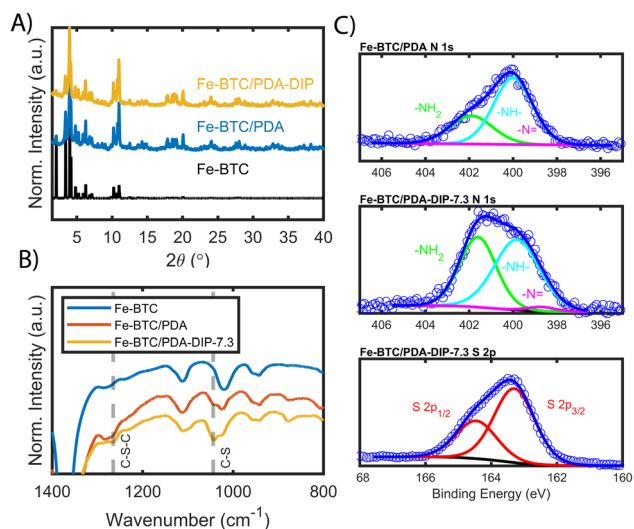 A)
Norm. Intensity (a.u.)
Fe-BTC/PDA-DIP
Fe-BTC/PDA
Fe-BTC
5 10 15 20 25 30 35 40
2θ (°)
B)
Norm. Intensity (a.u.)
Fe-BTC
Fe-BTC/PDA
Fe-BTC/PDA-DIP-7.3
C-S-C
C-S
1400 1200 1000 800
Wavenumber (cm⁻¹)
C)
Fe-BTC/PDA N 1s
-NH₂
-NH-
-N=
406 404 402 400 398 396
Fe-BTC/PDA-DIP-7.3 N 1s
-NH₂
-NH-
-N=
406 404 402 400 398 396
Fe-BTC/PDA-DIP-7.3 S 2p
S 2p₁/₂
S 2p₃/₂
68 166 164 162 160
Binding Energy (eV)